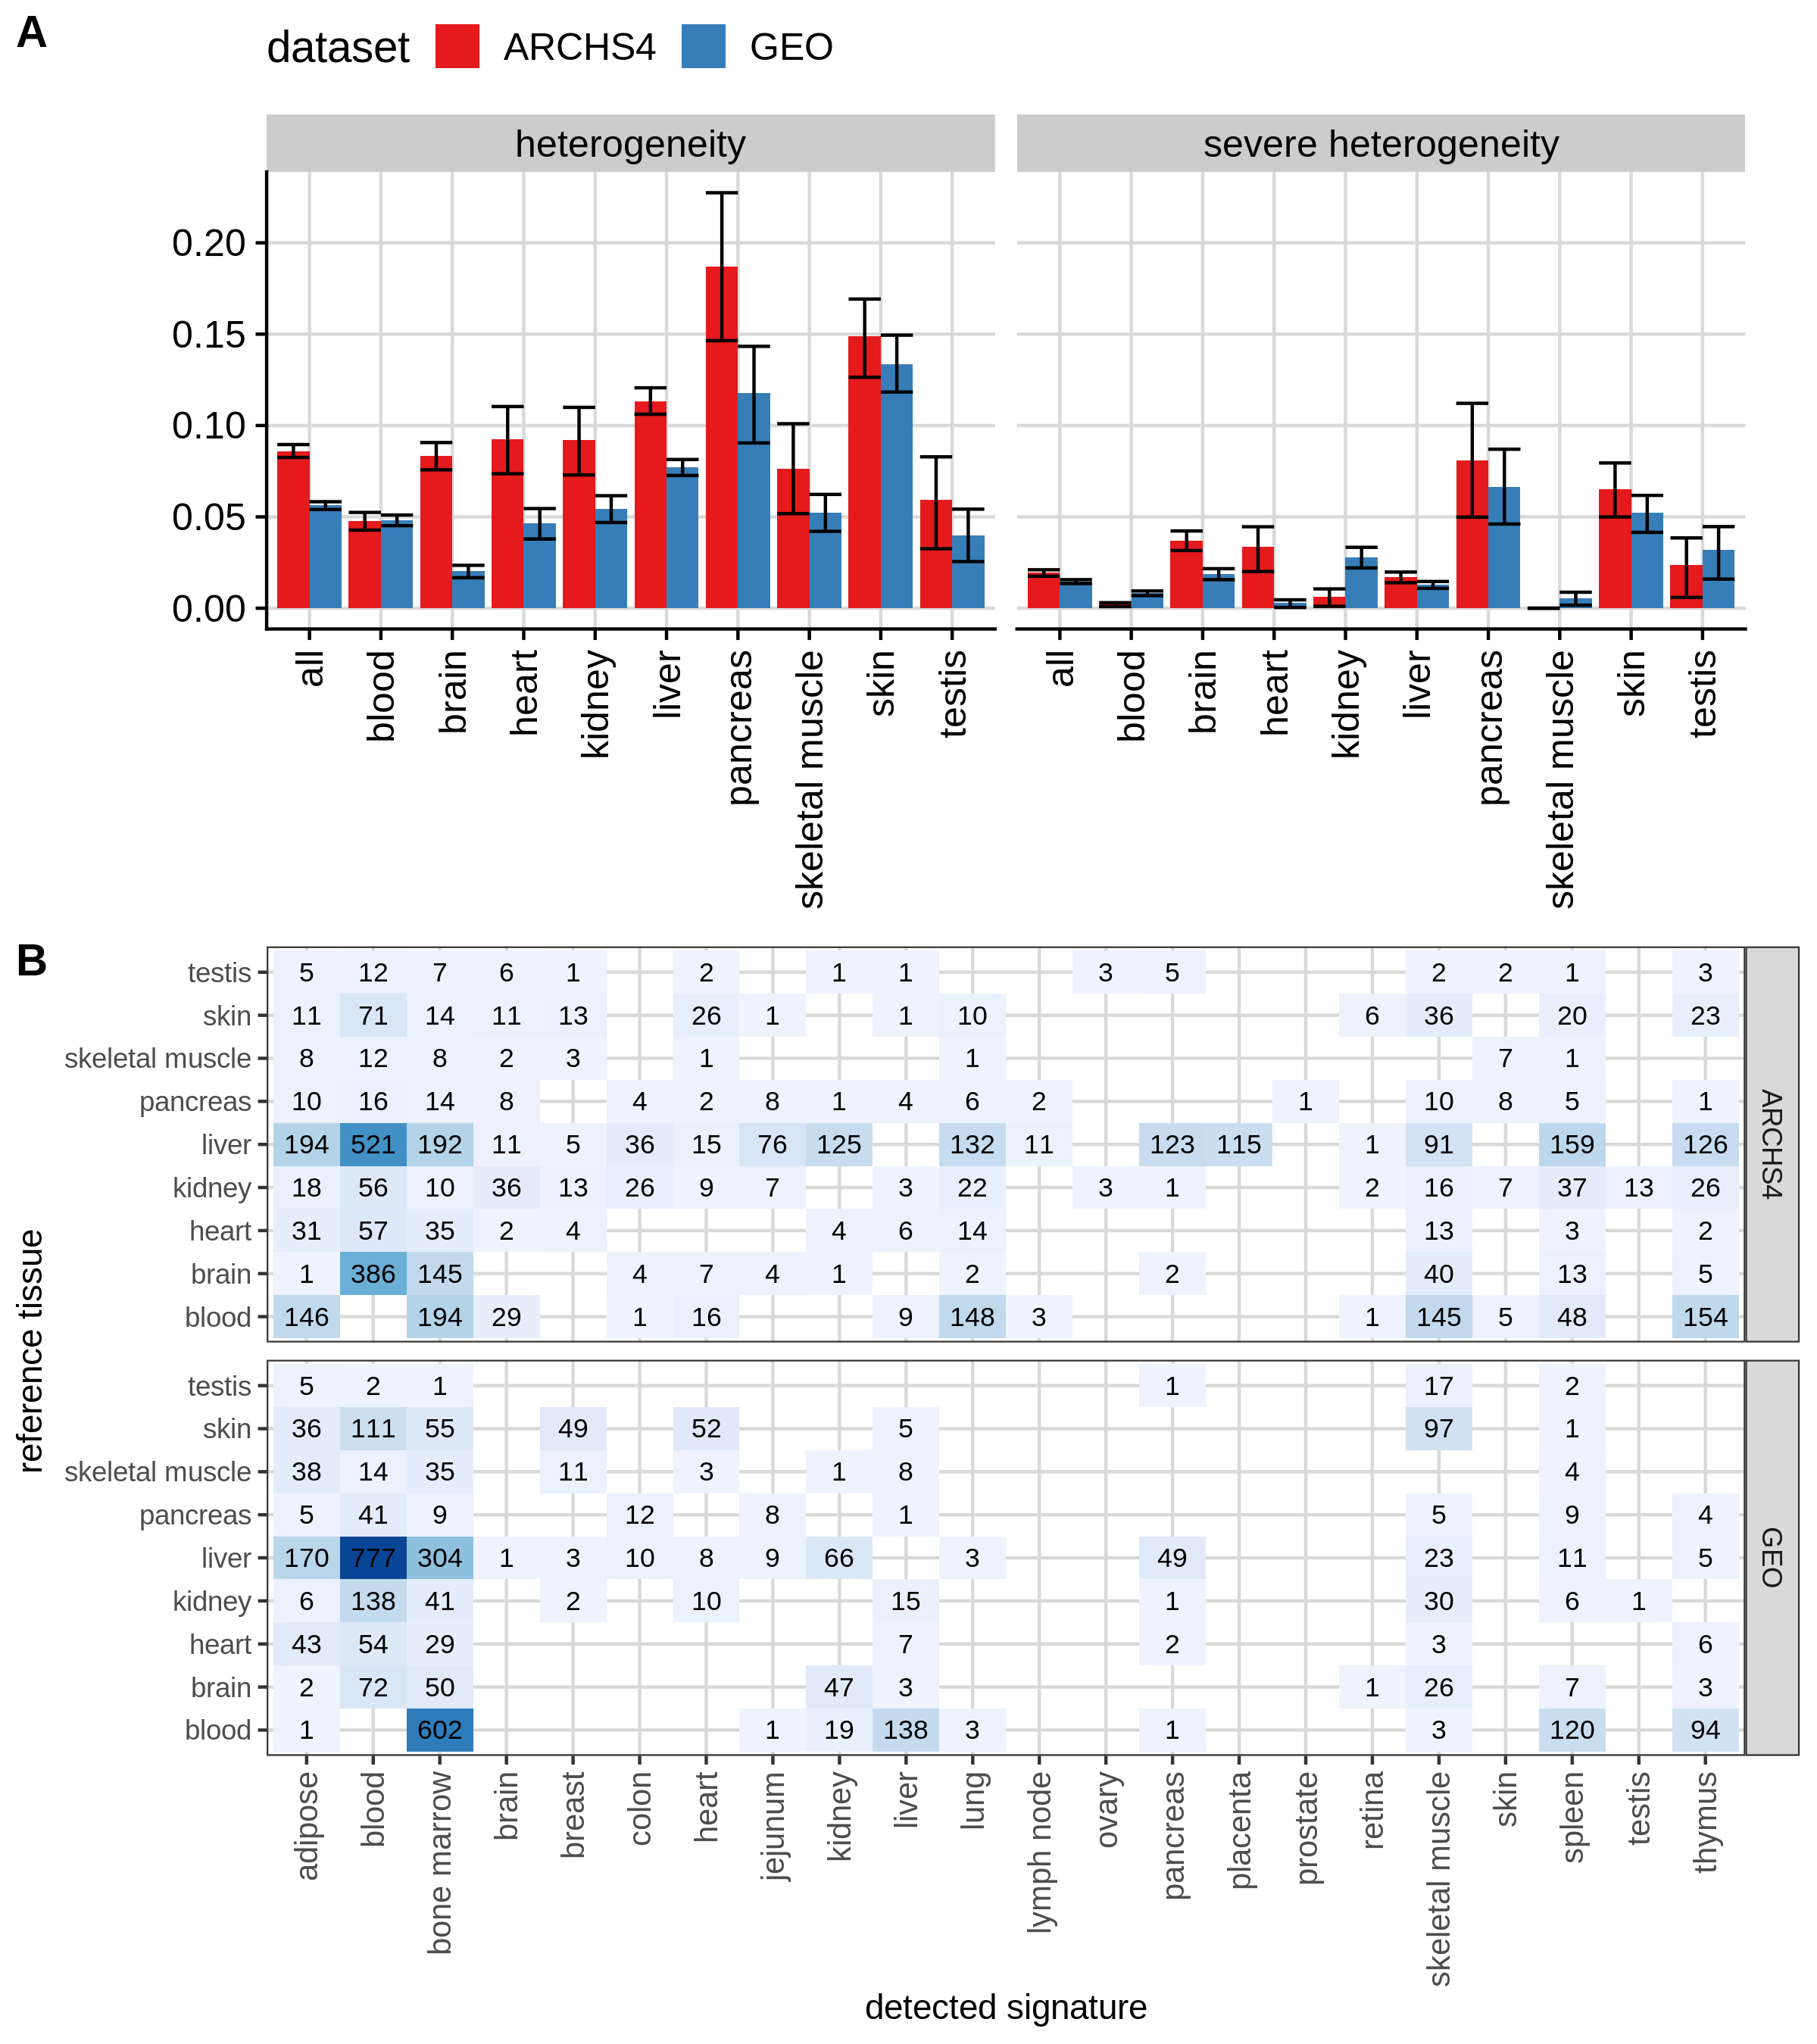 A
dataset ARCHS4 GEO
heterogeneity severe heterogeneity
0.20
0.15
0.10
0.05
0.00
all blood brain heart kidney liver pancreas skeletal muscle skin testis all blood brain heart kidney liver pancreas skeletal muscle skin testis
B
reference tissue
testis 5 12 7 6 1 2 1 1 3 5 2 2 1 3
skin 11 71 14 11 13 26 1 1 10 6 36 20 23
skeletal muscle 8 12 8 2 3 1 1 7 1
pancreas 10 16 14 8 4 2 8 1 4 6 2 1 10 8 5 1
liver 194 521 192 11 5 36 15 76 125 132 11 123 115 1 91 159 126
kidney 18 56 10 36 13 26 9 7 3 22 3 1 2 16 7 37 13 26
heart 31 57 35 2 4 4 6 14 13 3 2
brain 1 386 145 4 7 4 1 2 2 40 13 5
blood 146 194 29 1 16 9 148 3 1 145 5 48 154
ARCHS4
testis 5 2 1 1 17 2
skin 36 111 55 49 52 5 97 1
skeletal muscle 38 14 35 11 3 1 8 4
pancreas 5 41 9 12 8 1 5 9 4
liver 170 777 304 1 3 10 8 9 66 3 49 23 11 5
kidney 6 138 41 2 10 15 1 30 6 1
heart 43 54 29 7 2 3 6
brain 2 72 50 47 3 1 26 7 3
blood 1 602 1 19 138 3 1 3 120 94
GEO
adipose blood bone marrow brain breast colon heart jejunum kidney liver lung lymph node ovary pancreas placenta prostate retina skeletal muscle skin spleen testis thymus
detected signature